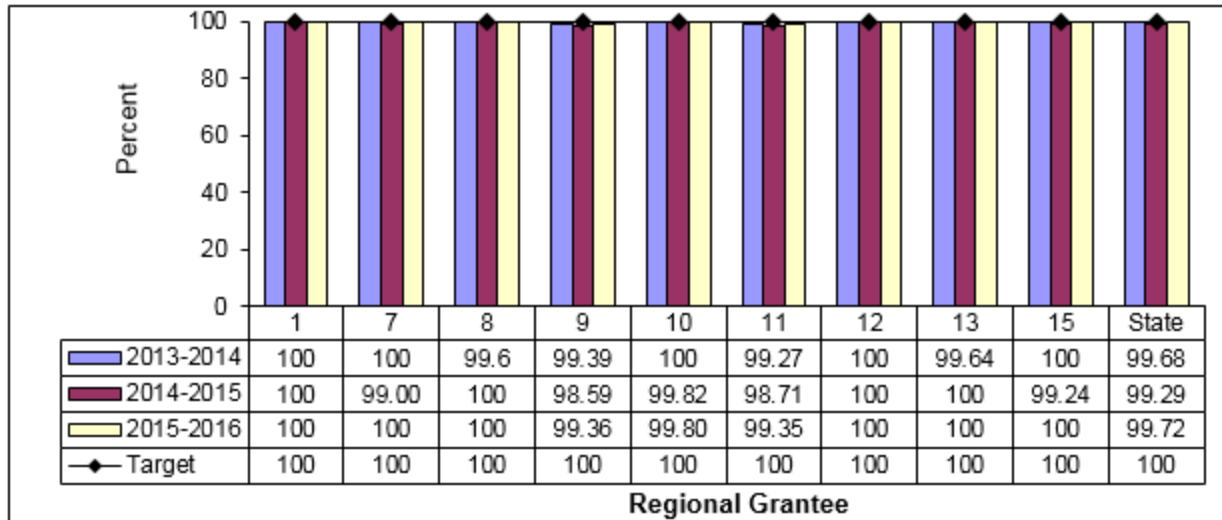 100
80
60
40
20
0
Percent
1 7 8 9 10 11 12 13 15 State
2013-2014 100 100 99.6 99.39 100 99.27 100 99.64 100 99.68
2014-2015 100 99.00 100 98.59 99.82 98.71 100 100 99.24 99.29
2015-2016 100 100 100 99.36 99.80 99.35 100 100 100 99.72
Target 100 100 100 100 100 100 100 100 100 100
Regional Grantee